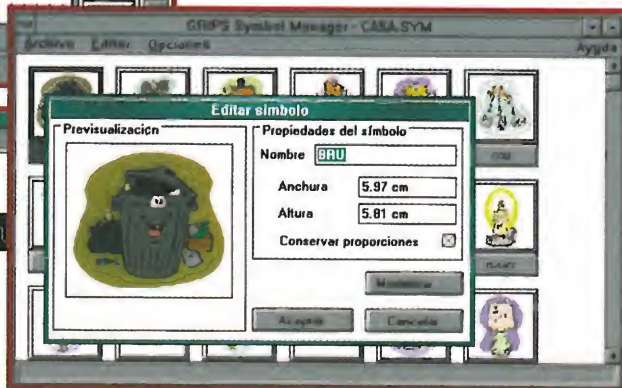 GRIPS Symbol Manager - CASA.SYM
Archivo Editar Opciones Ayuda
Editar símbolo
Previsualización
Propiedades del símbolo
Nombre BRU
Anchura 5.97 cm
Altura 5.81 cm
Conservar proporciones
Aceptar Cancelar